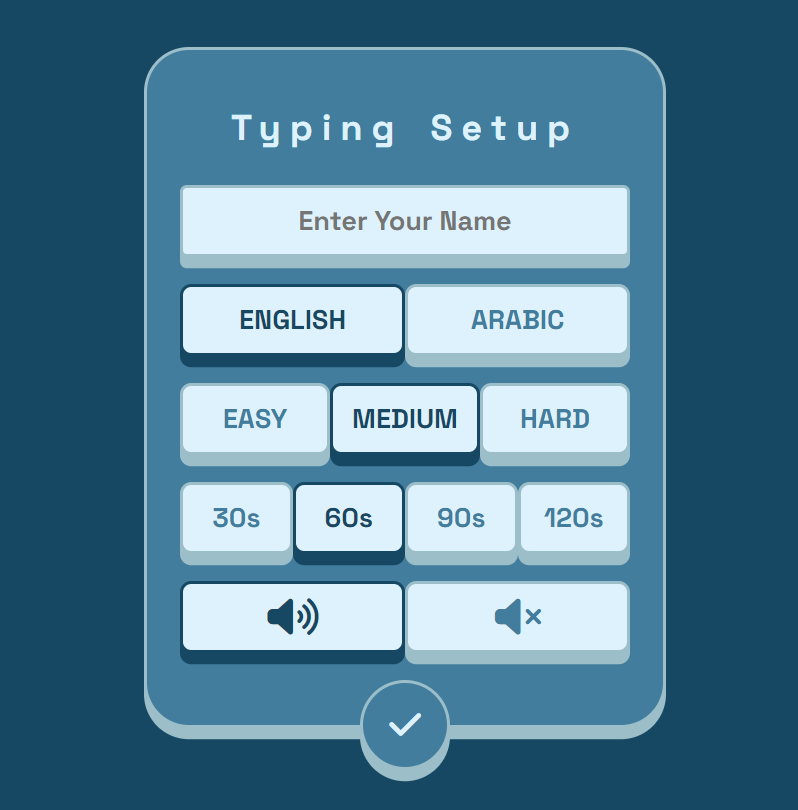 Typing Setup
Enter Your Name
ENGLISH ARABIC
EASY MEDIUM HARD
30s 60s 90s 120s